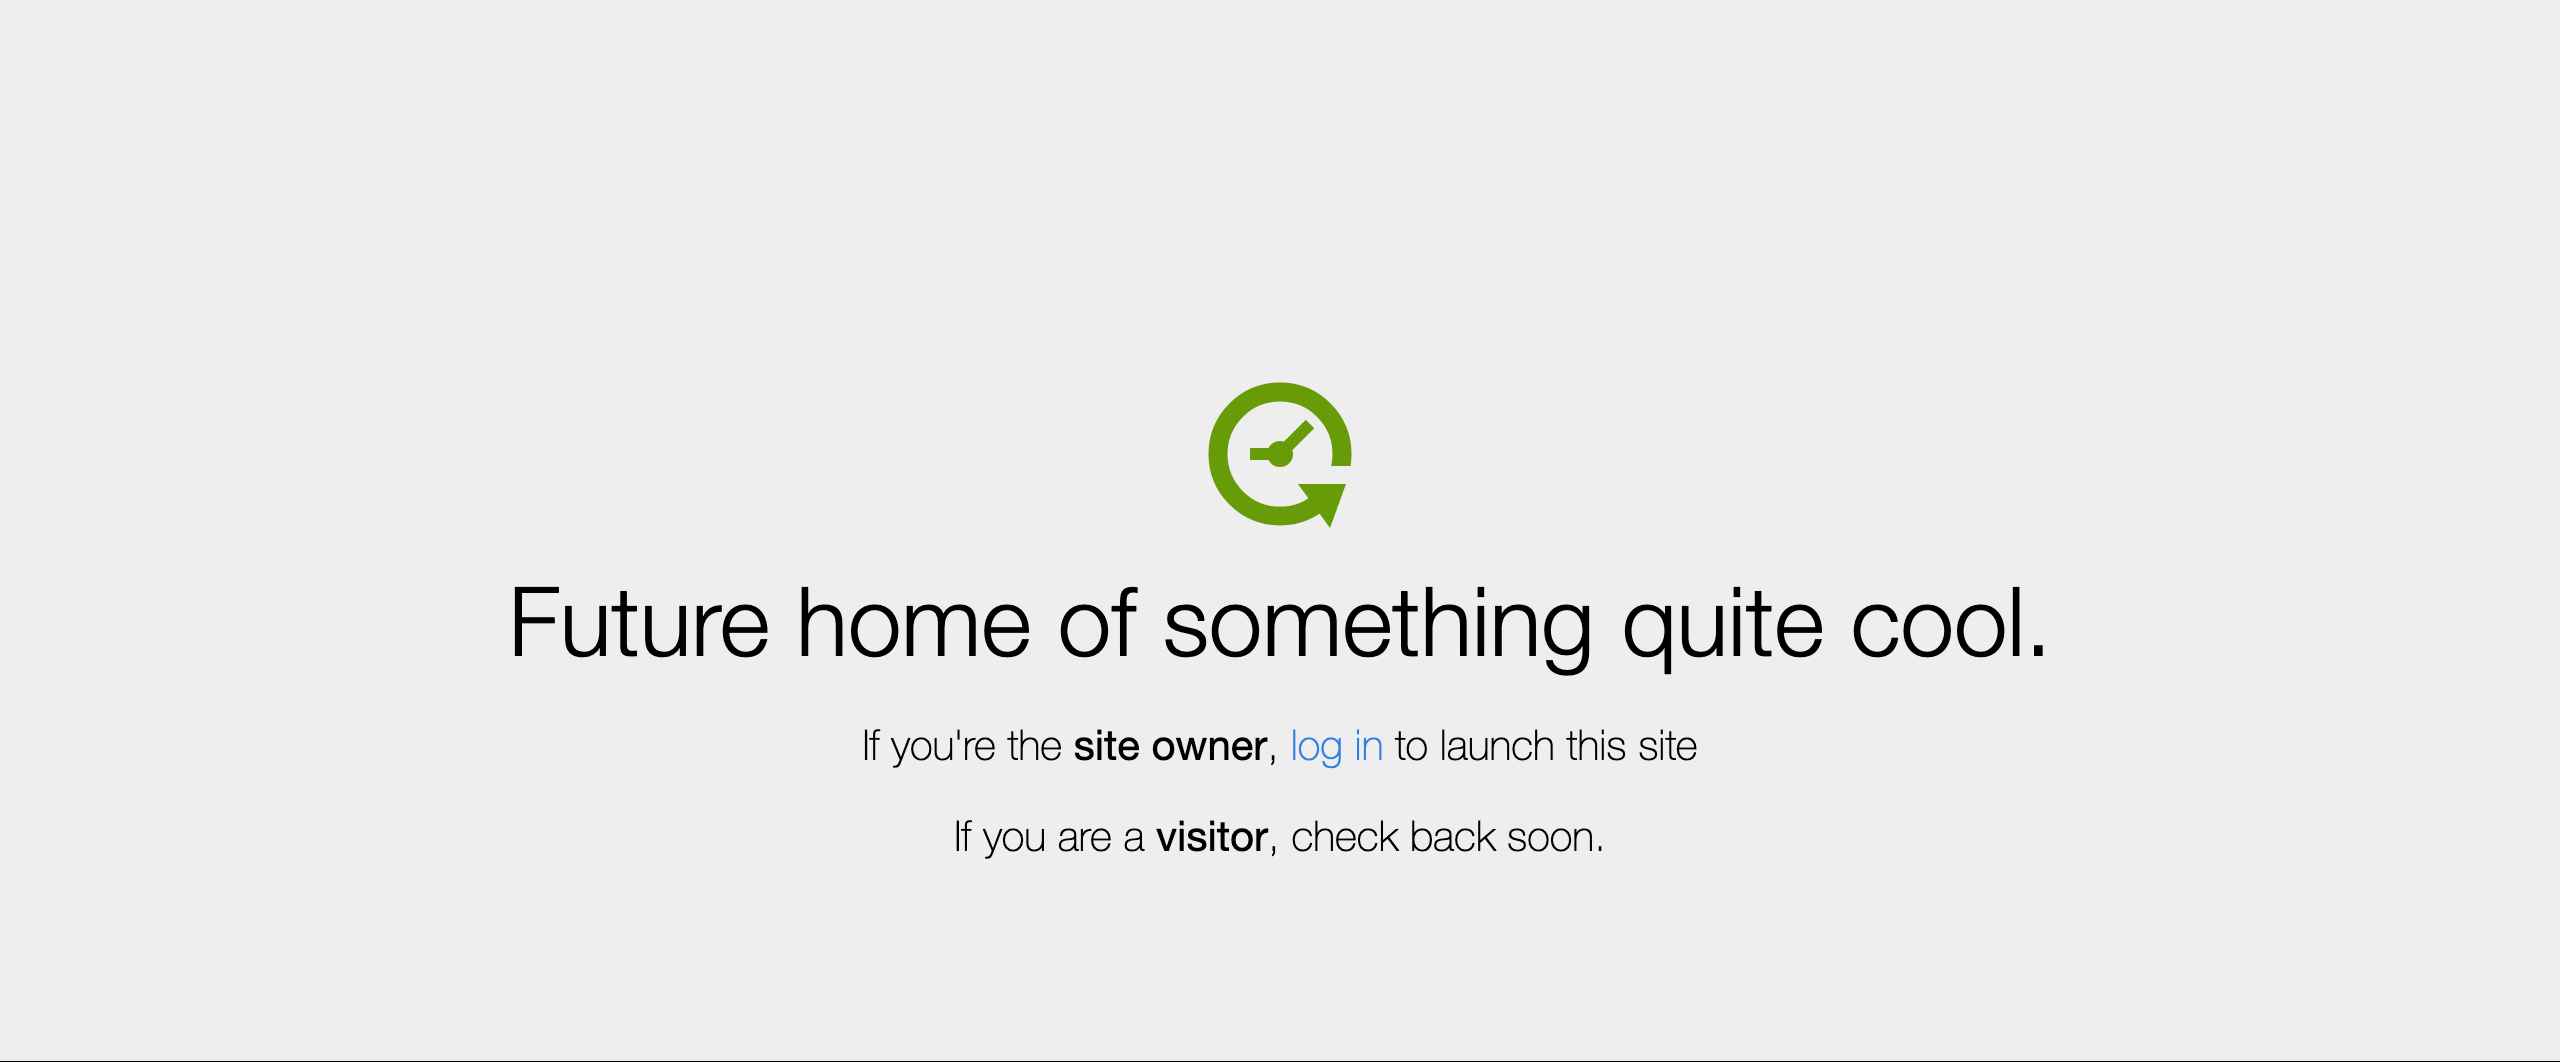 Future home of something quite cool.
If you're the site owner, log in to launch this site
If you are a visitor, check back soon.